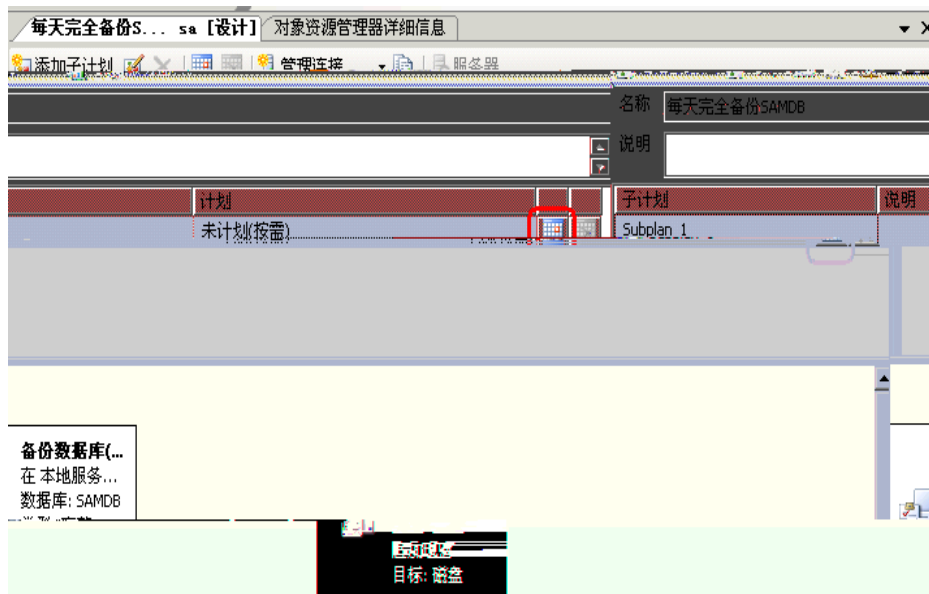 每天完全备份S... sa [设计] 对象资源管理器详细信息
添加子计划 管理连接 服务器
名称 每天完全备份SAMDB
说明
计划 子计划 说明
未计划(按需) Subplan_1
备份数据库(...
在 本地服务...
数据库: SAMDB
目标: 磁盘